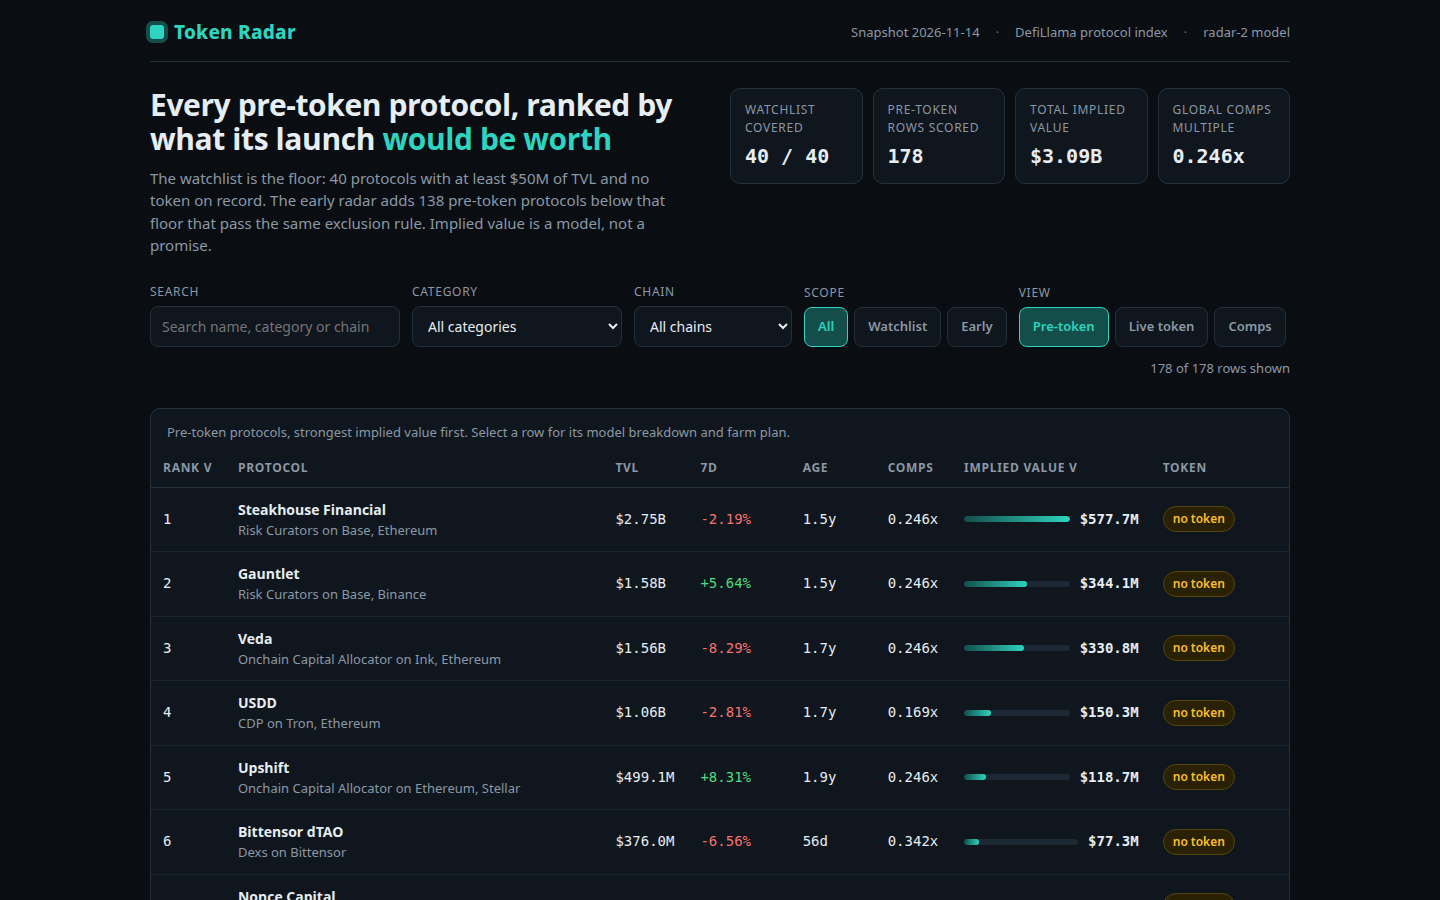 Token Radar
Snapshot 2026-11-14 · DefiLlama protocol index · radar-2 model
Every pre-token protocol, ranked by
what its launch would be worth
The watchlist is the floor: 40 protocols with at least $50M of TVL and no
token on record. The early radar adds 138 pre-token protocols below that
floor that pass the same exclusion rule. Implied value is a model, not a
promise.
WATCHLIST
COVERED
40 / 40
PRE-TOKEN
ROWS SCORED
178
TOTAL IMPLIED
VALUE
$3.09B
GLOBAL COMPS
MULTIPLE
0.246x
SEARCH
Search name, category or chain
CATEGORY
All categories
CHAIN
All chains
SCOPE
All Watchlist Early
VIEW
Pre-token Live token Comps
178 of 178 rows shown
Pre-token protocols, strongest implied value first. Select a row for its model breakdown and farm plan.
RANK V PROTOCOL TVL 7D AGE COMPS IMPLIED VALUE V TOKEN
1 Steakhouse Financial $2.75B -2.19% 1.5y 0.246x $577.7M no token
Risk Curators on Base, Ethereum
2 Gauntlet $1.58B +5.64% 1.5y 0.246x $344.1M no token
Risk Curators on Base, Binance
3 Veda $1.56B -8.29% 1.7y 0.246x $330.8M no token
Onchain Capital Allocator on Ink, Ethereum
4 USDD $1.06B -2.81% 1.7y 0.169x $150.3M no token
CDP on Tron, Ethereum
5 Upshift $499.1M +8.31% 1.9y 0.246x $118.7M no token
Onchain Capital Allocator on Ethereum, Stellar
6 Bittensor dTAO $376.0M -6.56% 56d 0.342x $77.3M no token
Dexs on Bittensor
Nonce Capital